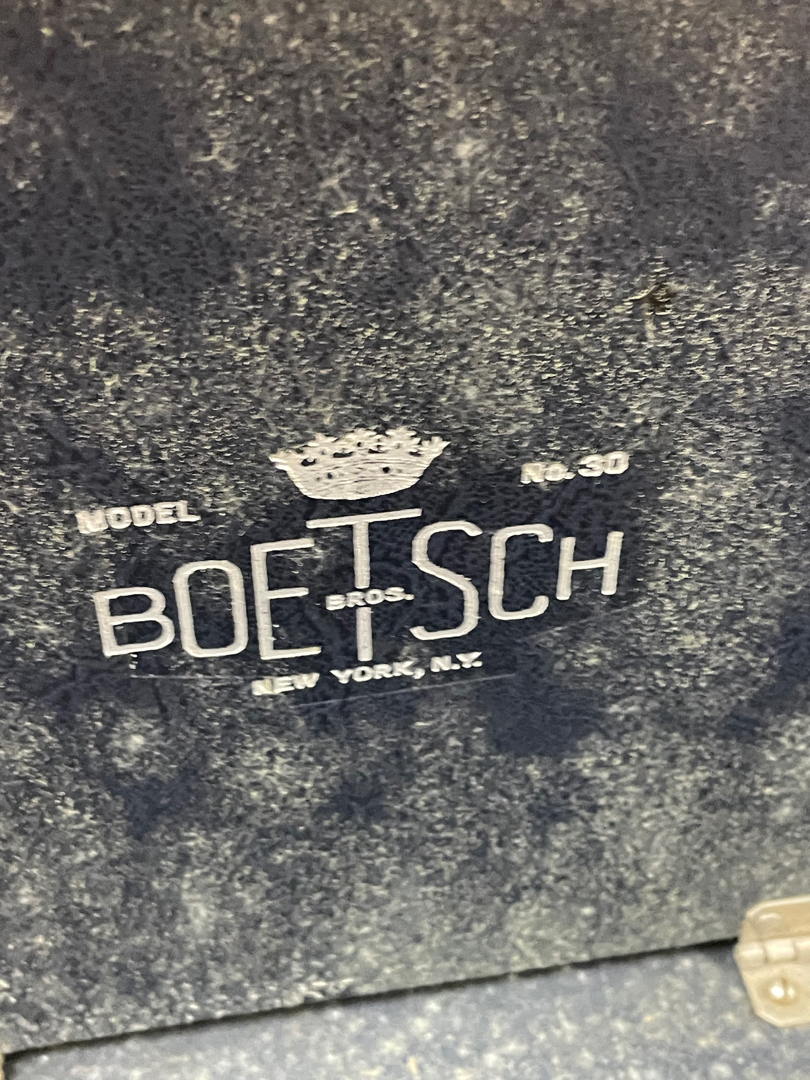 MODEL No. 30
BOETSCH
BROS.
NEW YORK, N.Y.